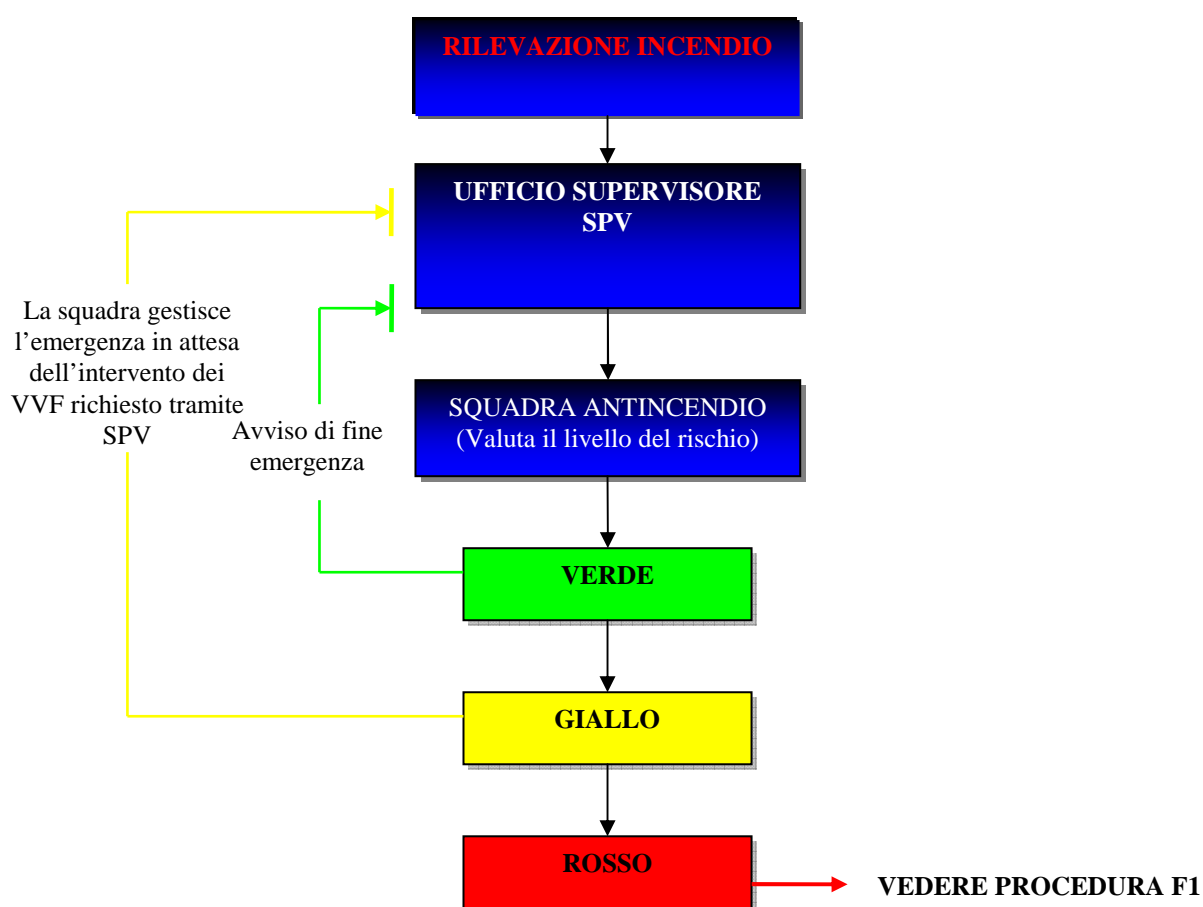 RILEVAZIONE INCENDIO
UFFICIO SUPERVISORE
SPV
La squadra gestisce
l’emergenza in attesa
dell’intervento dei
VVF richiesto tramite
SPV
Avviso di fine
emergenza
SQUADRA ANTINCENDIO
(Valuta il livello del rischio)
VERDE
GIALLO
ROSSO
VEDERE PROCEDURA F1